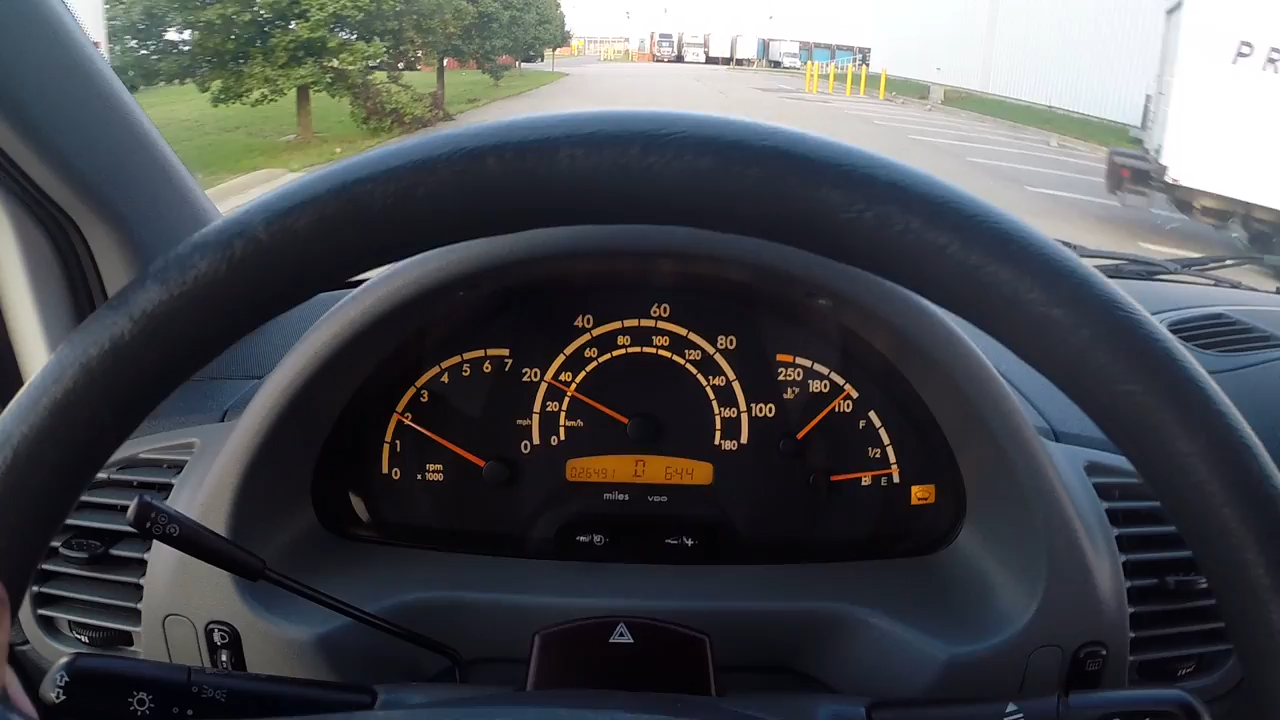 PR
0 1 2 3 4 5 6 7
rpm
x 1000
0 20 40 60 80 100
mph
0 20 40 60 80 100 120 140 160 180
km/h
250 180 110
°F
F 1/2 E
026491 D 6:44
miles VDO